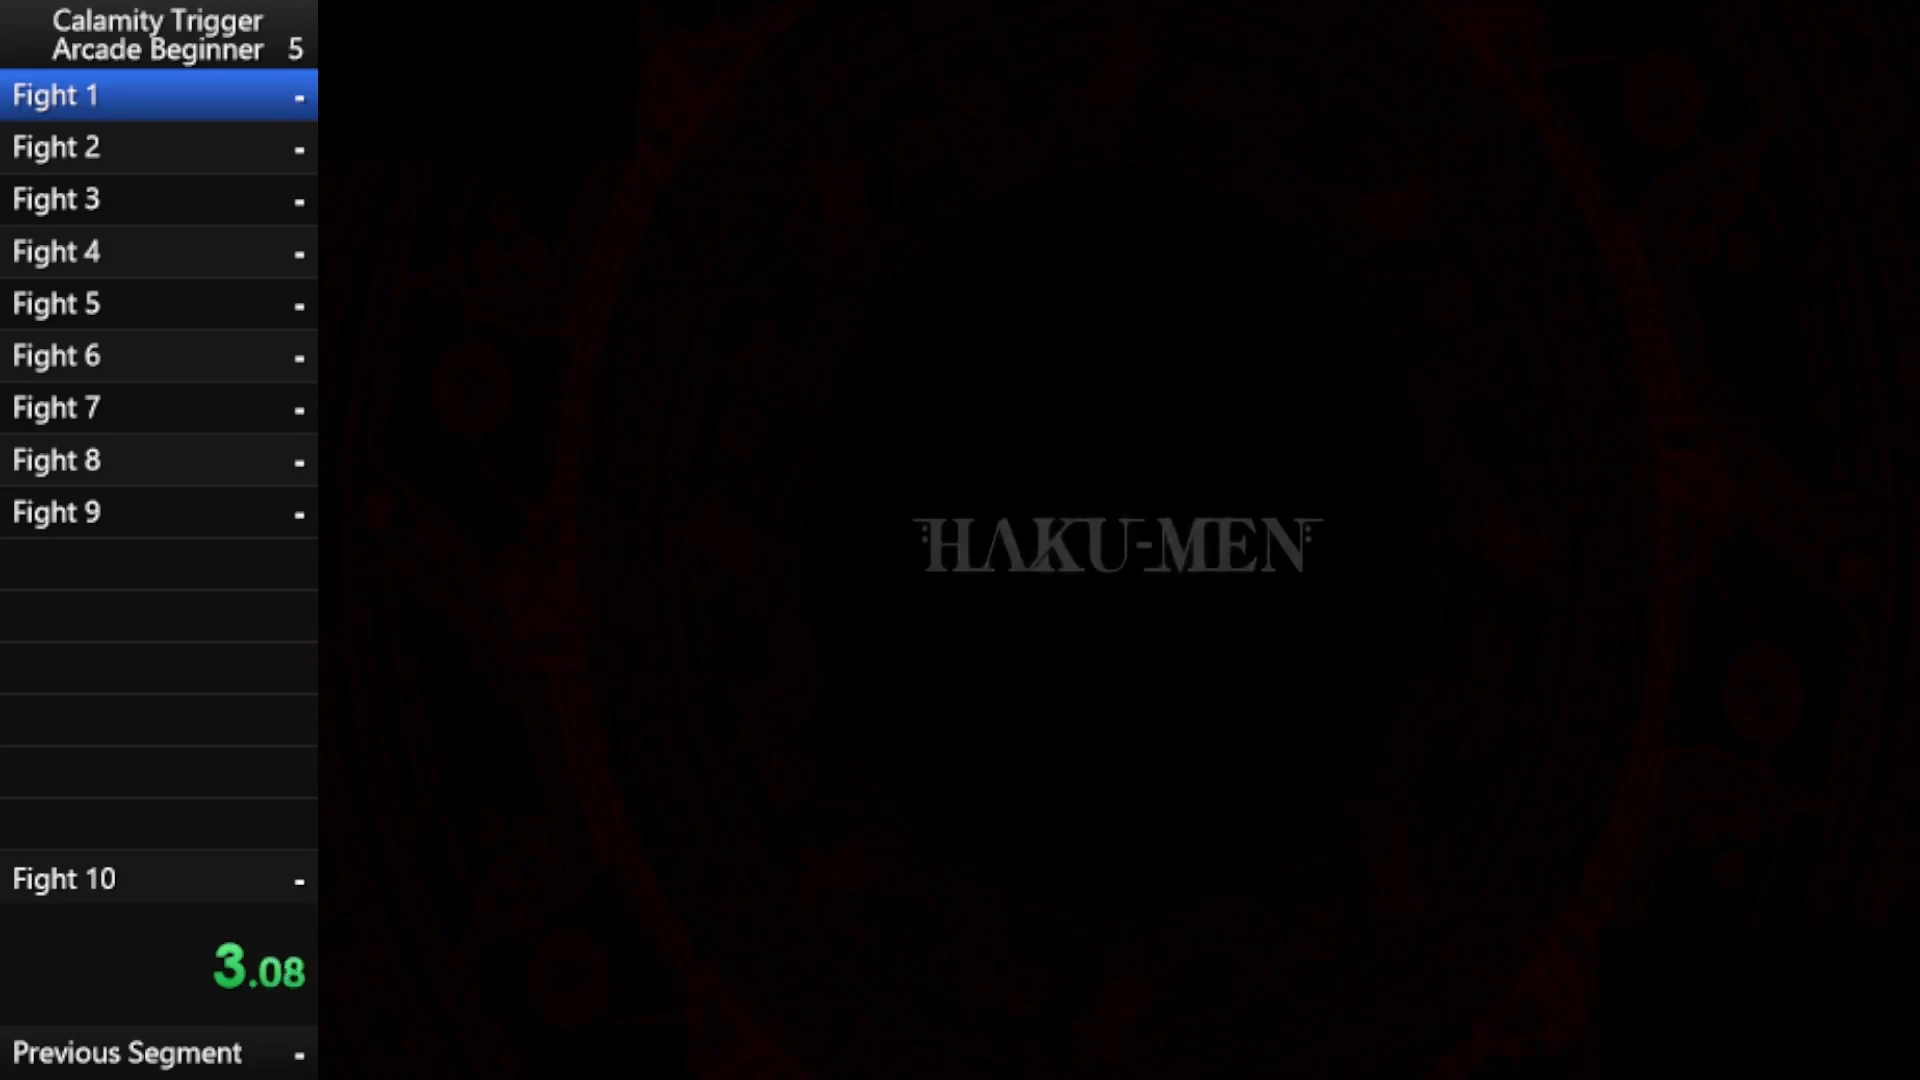 Calamity Trigger
Arcade Beginner 5
Fight 1 -
Fight 2 -
Fight 3 -
Fight 4 -
Fight 5 -
Fight 6 -
Fight 7 -
Fight 8 -
Fight 9 -
Fight 10 -
3.08
Previous Segment -
HAKU-MEN